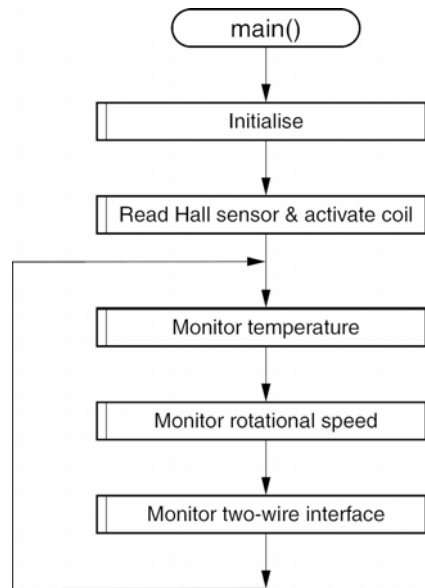 main()
Initialise
Read Hall sensor & activate coil
Monitor temperature
Monitor rotational speed
Monitor two-wire interface